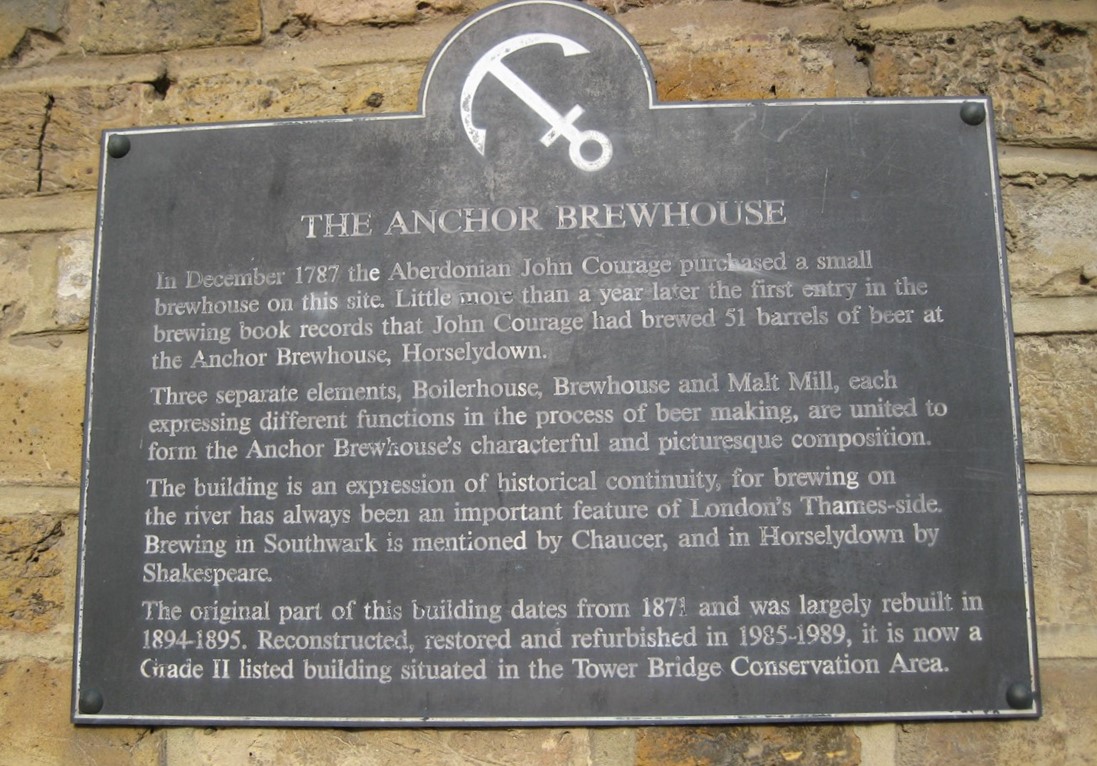 THE ANCHOR BREWHOUSE
In December 1787 the Aberdonian John Courage purchased a small
brewhouse on this site. Little more than a year later the first entry in the
brewing book records that John Courage had brewed 51 barrels of beer at
the Anchor Brewhouse, Horselydown.
Three separate elements, Boilerhouse, Brewhouse and Malt Mill, each
expressing different functions in the process of beer making, are united to
form the Anchor Brewhouse's characterful and picturesque composition.
The building is an expression of historical continuity, for brewing on
the river has always been an important feature of London's Thames-side.
Brewing in Southwark is mentioned by Chaucer, and in Horselydown by
Shakespeare.
The original part of this building dates from 1871 and was largely rebuilt in
1894-1895. Reconstructed, restored and refurbished in 1985-1989, it is now a
Grade II listed building situated in the Tower Bridge Conservation Area.